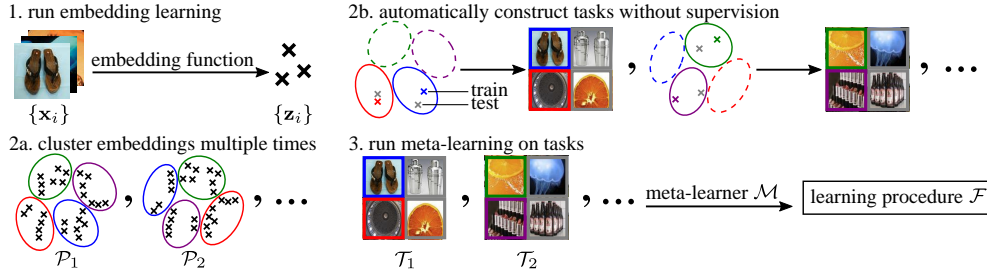 1. run embedding learning
embedding function
{x_i}
{z_i}
2a. cluster embeddings multiple times
, , ...
P_1
P_2
2b. automatically construct tasks without supervision
train
test
, , ...
3. run meta-learning on tasks
, , ...
T_1
T_2
meta-learner M
learning procedure F